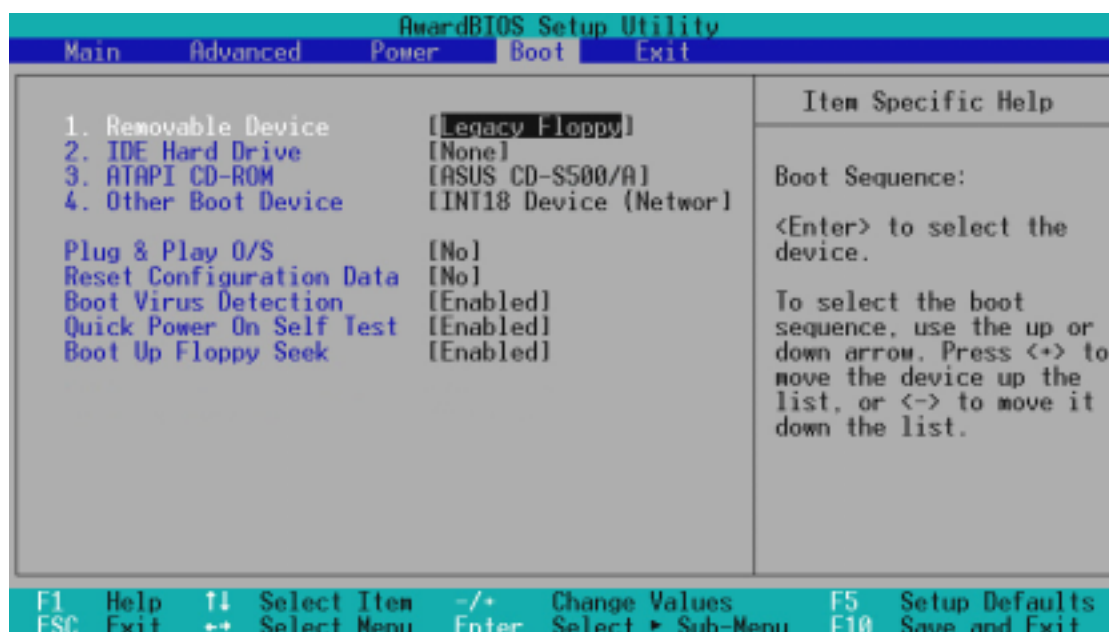 AwardBIOS Setup Utility
Main Advanced Power Boot Exit
Item Specific Help
1. Removable Device [Legacy Floppy]
2. IDE Hard Drive [None]
3. ATAPI CD-ROM [ASUS CD-S500/A]
4. Other Boot Device [INT18 Device (Networ]
Plug & Play O/S [No]
Reset Configuration Data [No]
Boot Virus Detection [Enabled]
Quick Power On Self Test [Enabled]
Boot Up Floppy Seek [Enabled]
Boot Sequence:
<Enter> to select the
device.
To select the boot
sequence, use the up or
down arrow. Press <+> to
move the device up the
list, or <-> to move it
down the list.
F1 Help ↑↓ Select Item -/+ Change Values F5 Setup Defaults
ESC Exit ←→ Select Menu Enter Select ► Sub-Menu F10 Save and Exit